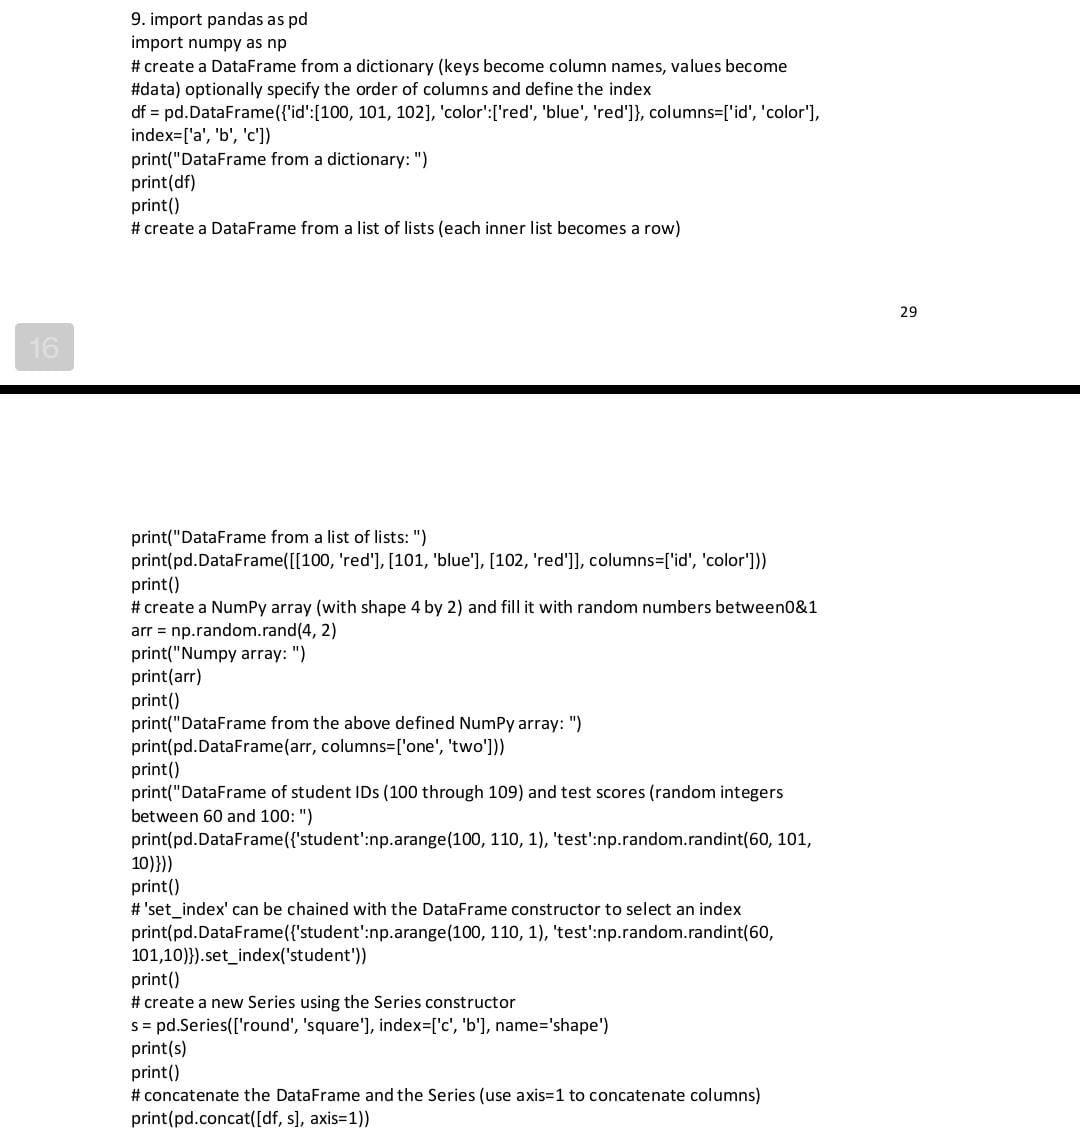 9. import pandas as pd
import numpy as np
# create a DataFrame from a dictionary (keys become column names, values become
#data) optionally specify the order of columns and define the index
df = pd.DataFrame({'id':[100, 101, 102], 'color':['red', 'blue', 'red']}, columns=['id', 'color'],
index=['a', 'b', 'c'])
print("DataFrame from a dictionary: ")
print(df)
print()
# create a DataFrame from a list of lists (each inner list becomes a row)
29
16
print("DataFrame from a list of lists: ")
print(pd.DataFrame([[100, 'red'], [101, 'blue'], [102, 'red']], columns=['id', 'color']))
print()
# create a NumPy array (with shape 4 by 2) and fill it with random numbers between0&1
arr = np.random.rand(4, 2)
print("Numpy array: ")
print(arr)
print()
print("DataFrame from the above defined NumPy array: ")
print(pd.DataFrame(arr, columns=['one', 'two']))
print()
print("DataFrame of student IDs (100 through 109) and test scores (random integers
between 60 and 100: ")
print(pd.DataFrame({'student':np.arange(100, 110, 1), 'test':np.random.randint(60, 101,
10)}))
print()
# 'set_index' can be chained with the DataFrame constructor to select an index
print(pd.DataFrame({'student':np.arange(100, 110, 1), 'test':np.random.randint(60,
101,10)}).set_index('student'))
print()
# create a new Series using the Series constructor
s = pd.Series(['round', 'square'], index=['c', 'b'], name='shape')
print(s)
print()
# concatenate the DataFrame and the Series (use axis=1 to concatenate columns)
print(pd.concat([df, s], axis=1))